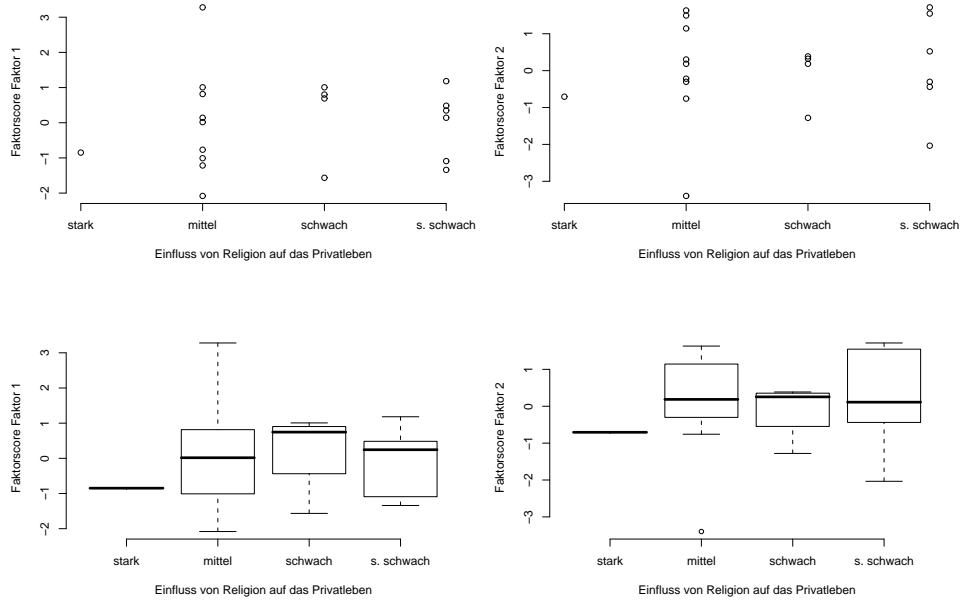 Faktorscore Faktor 1
3
2
1
0
−1
−2
stark mittel schwach s. schwach
Einfluss von Religion auf das Privatleben
Faktorscore Faktor 2
1
0
−1
−2
−3
stark mittel schwach s. schwach
Einfluss von Religion auf das Privatleben
Faktorscore Faktor 1
3
2
1
0
−1
−2
stark mittel schwach s. schwach
Einfluss von Religion auf das Privatleben
Faktorscore Faktor 2
1
0
−1
−2
−3
stark mittel schwach s. schwach
Einfluss von Religion auf das Privatleben